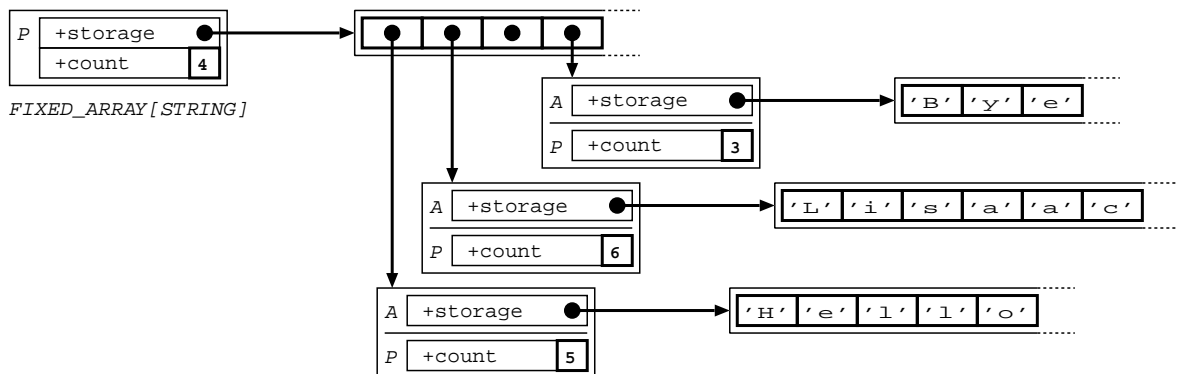 P +storage
+count 4
FIXED_ARRAY[STRING]
A +storage
P +count 3
'B' 'y' 'e'
A +storage
P +count 6
'L' 'i' 's' 'a' 'a' 'c'
A +storage
P +count 5
'H' 'e' 'l' 'l' 'o'